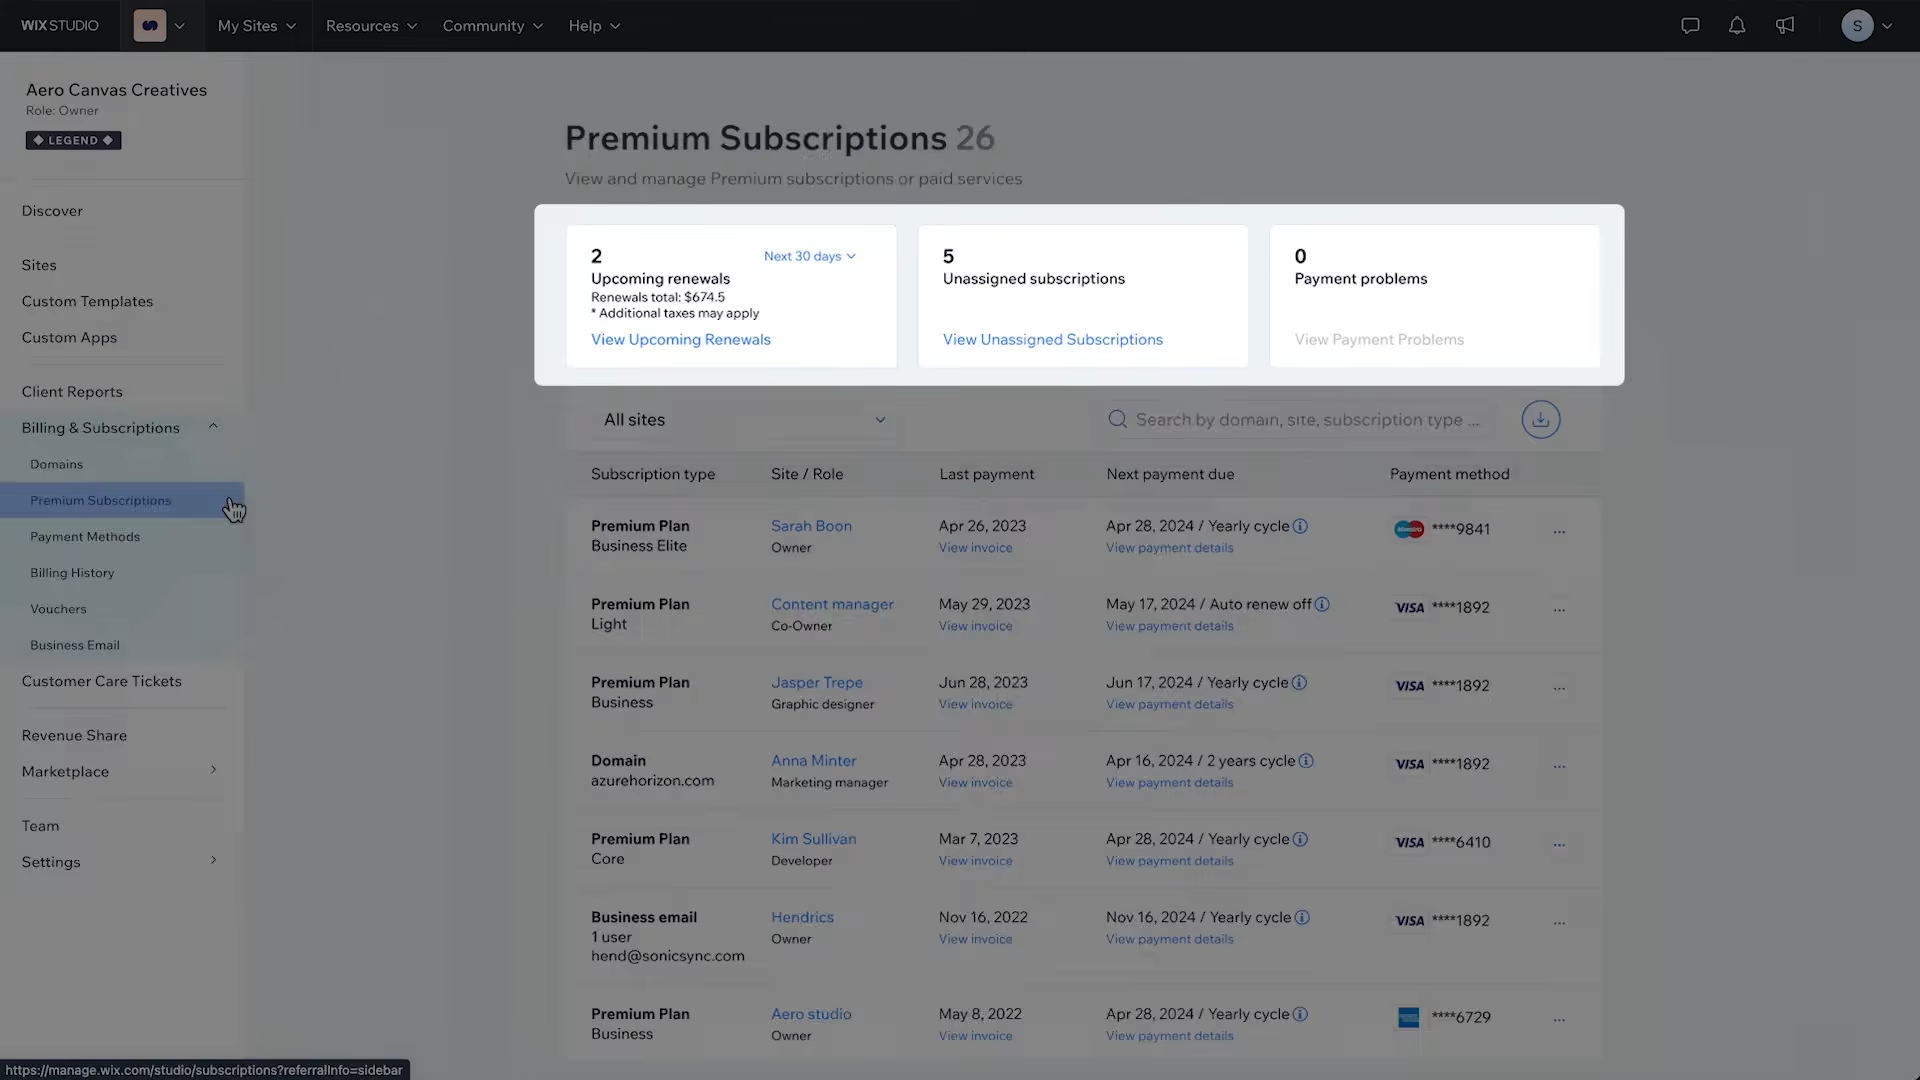 WIX STUDIO
My Sites
Resources
Community
Help
S
Aero Canvas Creatives
Role: Owner
LEGEND
Discover
Sites
Custom Templates
Custom Apps
Client Reports
Billing & Subscriptions
Domains
Premium Subscriptions
Payment Methods
Billing History
Vouchers
Business Email
Customer Care Tickets
Revenue Share
Marketplace
Team
Settings
Premium Subscriptions 26
View and manage Premium subscriptions or paid services
2 Next 30 days
Upcoming renewals
Renewals total: $674.5
* Additional taxes may apply
View Upcoming Renewals
5
Unassigned subscriptions
View Unassigned Subscriptions
0
Payment problems
View Payment Problems
All sites
Search by domain, site, subscription type ...
Subscription type Site / Role Last payment Next payment due Payment method
Premium Plan Sarah Boon Apr 26, 2023 Apr 28, 2024 / Yearly cycle ****9841
Business Elite Owner View invoice View payment details
Premium Plan Content manager May 29, 2023 May 17, 2024 / Auto renew off VISA ****1892
Light Co-Owner View invoice View payment details
Premium Plan Jasper Trepe Jun 28, 2023 Jun 17, 2024 / Yearly cycle VISA ****1892
Business Graphic designer View invoice View payment details
Domain Anna Minter Apr 28, 2023 Apr 16, 2024 / 2 years cycle VISA ****1892
azurehorizon.com Marketing manager View invoice View payment details
Premium Plan Kim Sullivan Mar 7, 2023 Apr 28, 2024 / Yearly cycle VISA ****6410
Core Developer View invoice View payment details
Business email Hendrics Nov 16, 2022 Nov 16, 2024 / Yearly cycle VISA ****1892
1 user Owner View invoice View payment details
hend@sonicsync.com
Premium Plan Aero studio May 8, 2022 Apr 28, 2024 / Yearly cycle ****6729
Business Owner View invoice View payment details
https://manage.wix.com/studio/subscriptions?referralInfo=sidebar